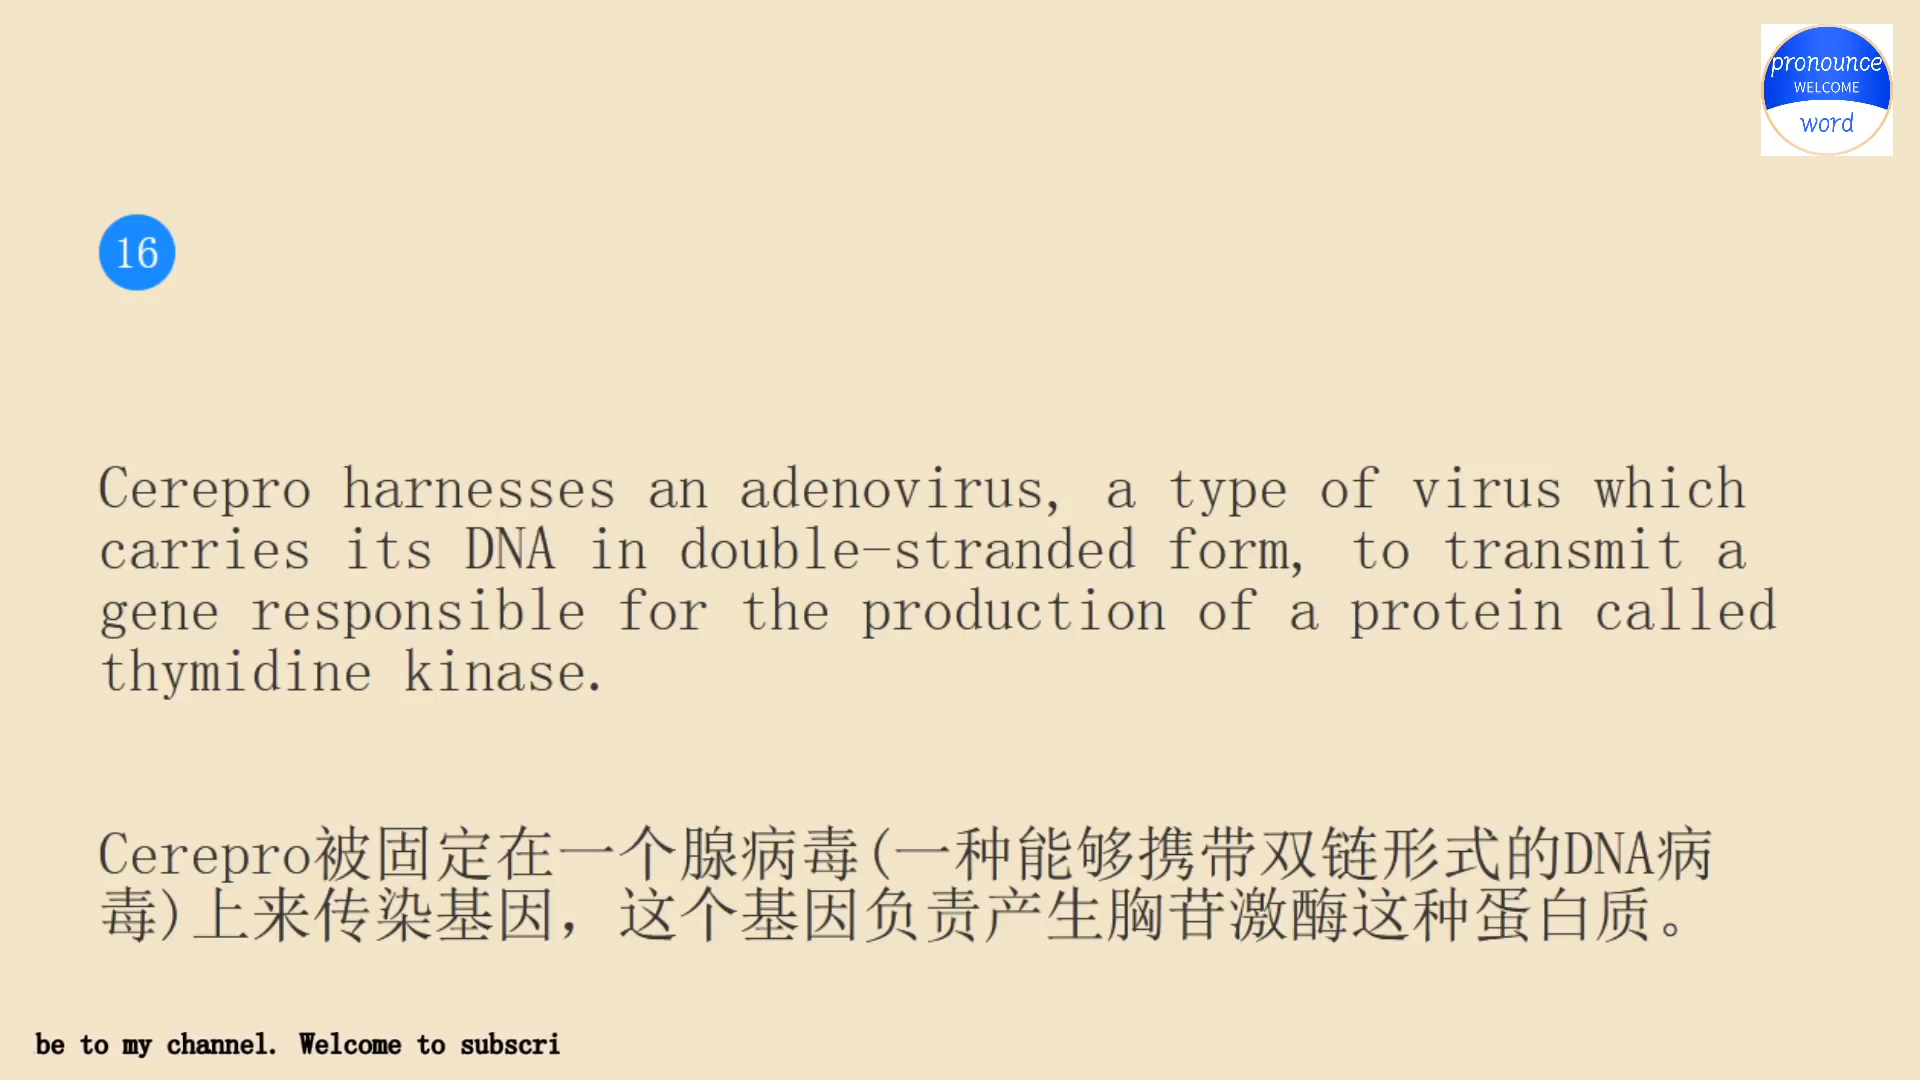 pronounce
WELCOME
word
16
Cerepro harnesses an adenovirus, a type of virus which
carries its DNA in double-stranded form, to transmit a
gene responsible for the production of a protein called
thymidine kinase.
Cerepro被固定在一个腺病毒(一种能够携带双链形式的DNA病
毒)上来传染基因，这个基因负责产生胸苷激酶这种蛋白质。
be to my channel. Welcome to subscri